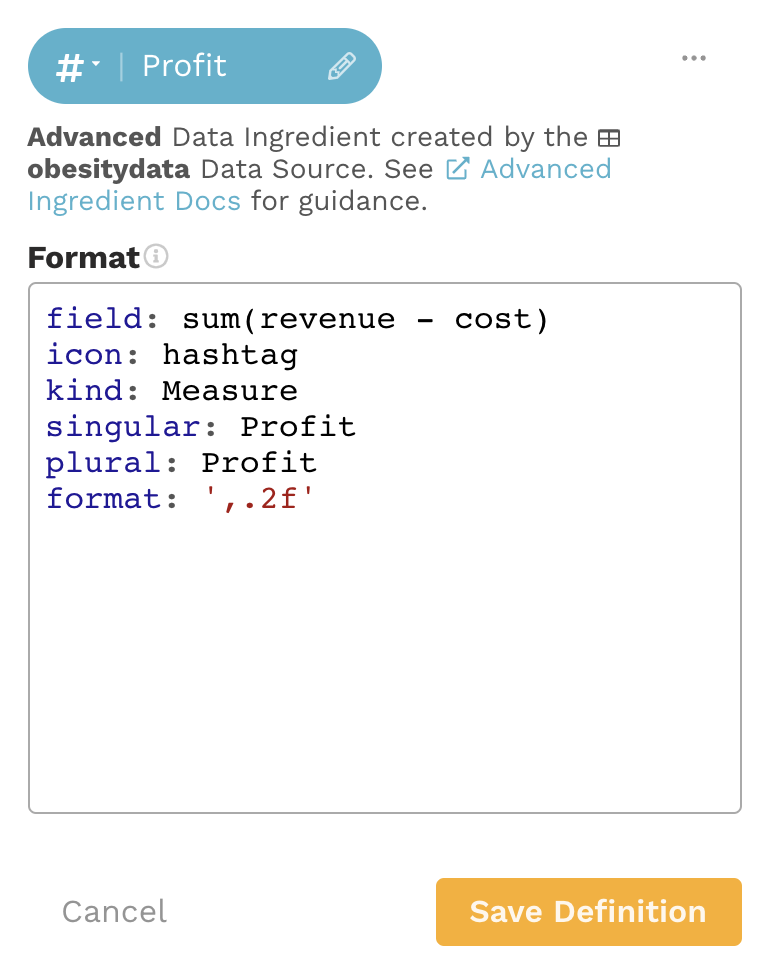 # Profit
...
Advanced Data Ingredient created by the
obesitydata Data Source. See Advanced
Ingredient Docs for guidance.
Format
field: sum(revenue - cost)
icon: hashtag
kind: Measure
singular: Profit
plural: Profit
format: ',.2f'
Cancel Save Definition